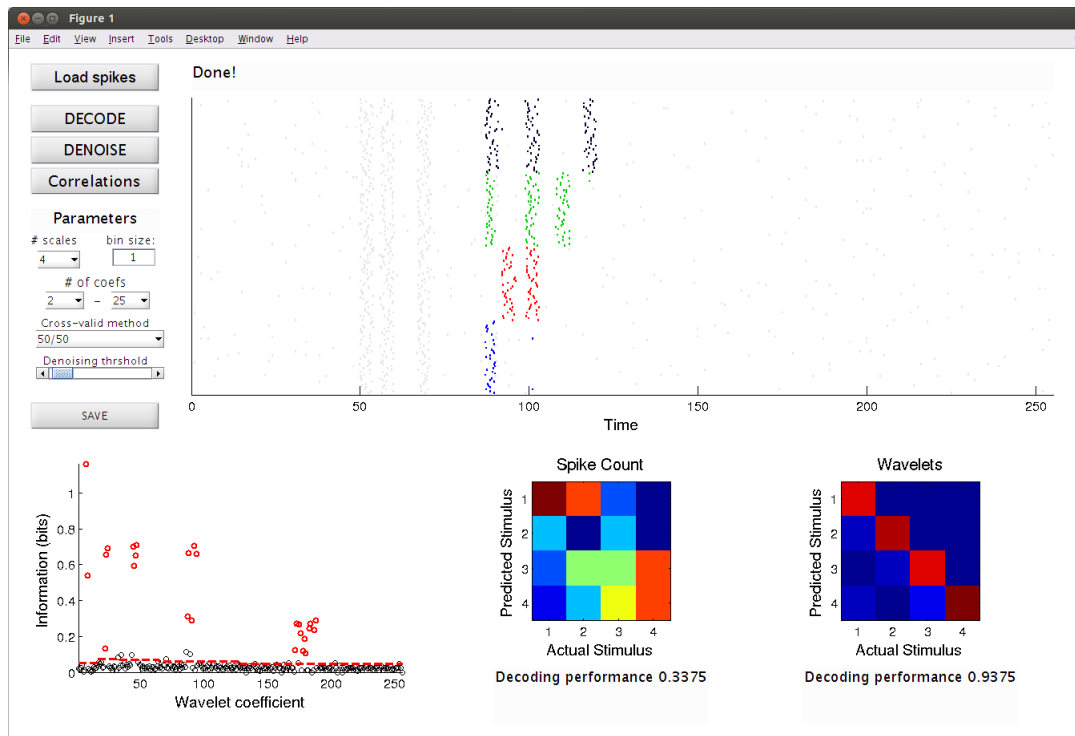 Figure 1
File Edit View Insert Tools Desktop Window Help
Load spikes
Done!
DECODE
DENOISE
Correlations
Parameters
# scales bin size:
4 1
# of coefs
2 – 25
Cross-valid method
50/50
Denoising thrshold
SAVE
0 50 100 150 200 250
Time
Information (bits)
1
0.8
0.6
0.4
0.2
0
50 100 150 200 250
Wavelet coefficient
Spike Count
Predicted Stimulus
1
2
3
4
1 2 3 4
Actual Stimulus
Decoding performance 0.3375
Wavelets
Predicted Stimulus
1
2
3
4
1 2 3 4
Actual Stimulus
Decoding performance 0.9375